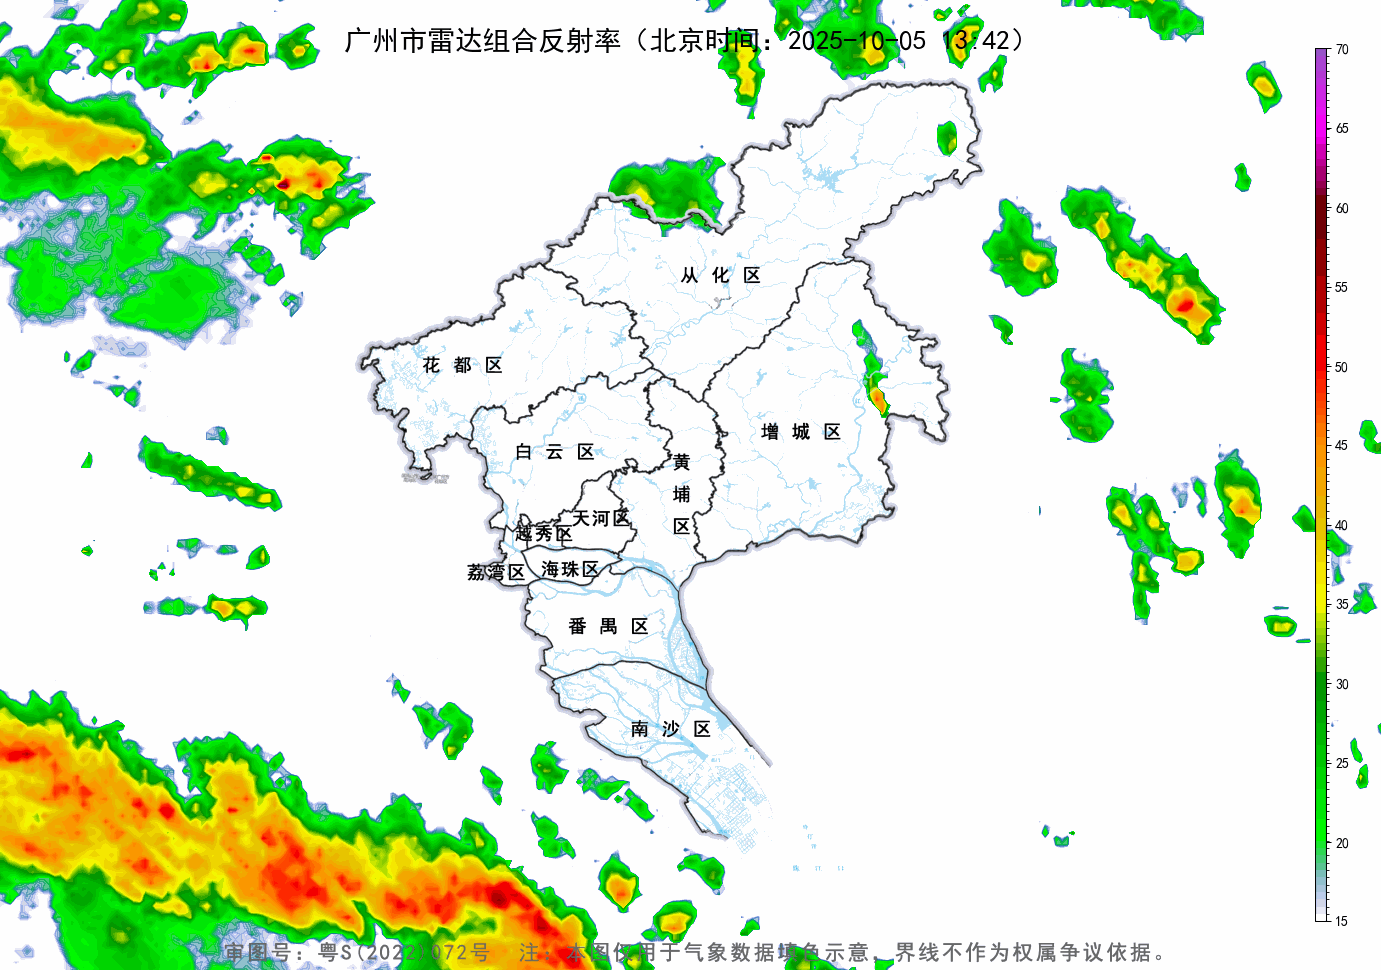 广州市雷达组合反射率（北京时间：2025-10-05 13:42）
70
65
60
55
50
45
40
35
30
25
20
15
从化区
花都区
增城区
白云区
黄埔区
天河区
越秀区
海珠区
荔湾区
番禺区
南沙区
审图号：粤S(2022)072号 注：本图仅用于气象数据填色示意，界线不作为权属争议依据。